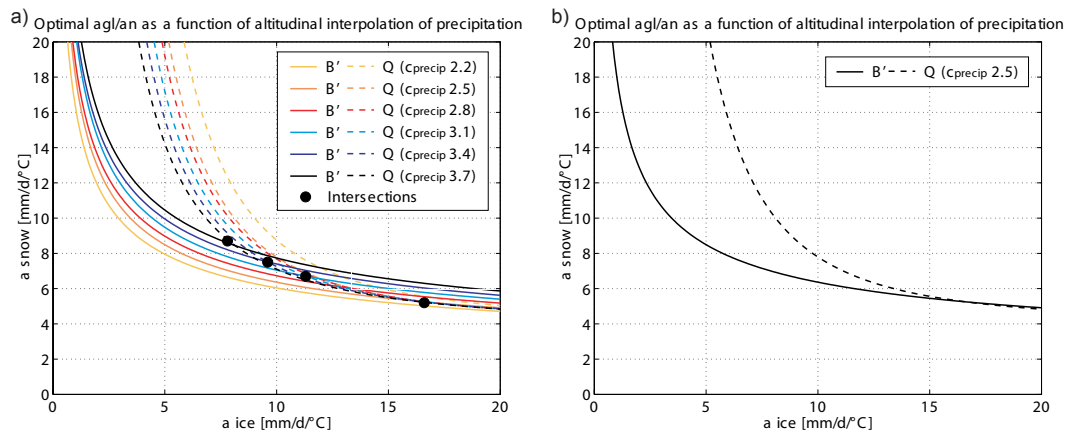 a) Optimal agl/an as a function of altitudinal interpolation of precipitation
20
18
16
14
12
10
8
6
4
2
0
a snow [mm/d/°C]
B’ Q (cprecip 2.2)
B’ Q (cprecip 2.5)
B’ Q (cprecip 2.8)
B’ Q (cprecip 3.1)
B’ Q (cprecip 3.4)
B’ Q (cprecip 3.7)
Intersections
0 5 10 15 20
a ice [mm/d/°C]
b) Optimal agl/an as a function of altitudinal interpolation of precipitation
20
18
16
14
12
10
8
6
4
2
0
a snow [mm/d/°C]
B’ Q (cprecip 2.5)
0 5 10 15 20
a ice [mm/d/°C]